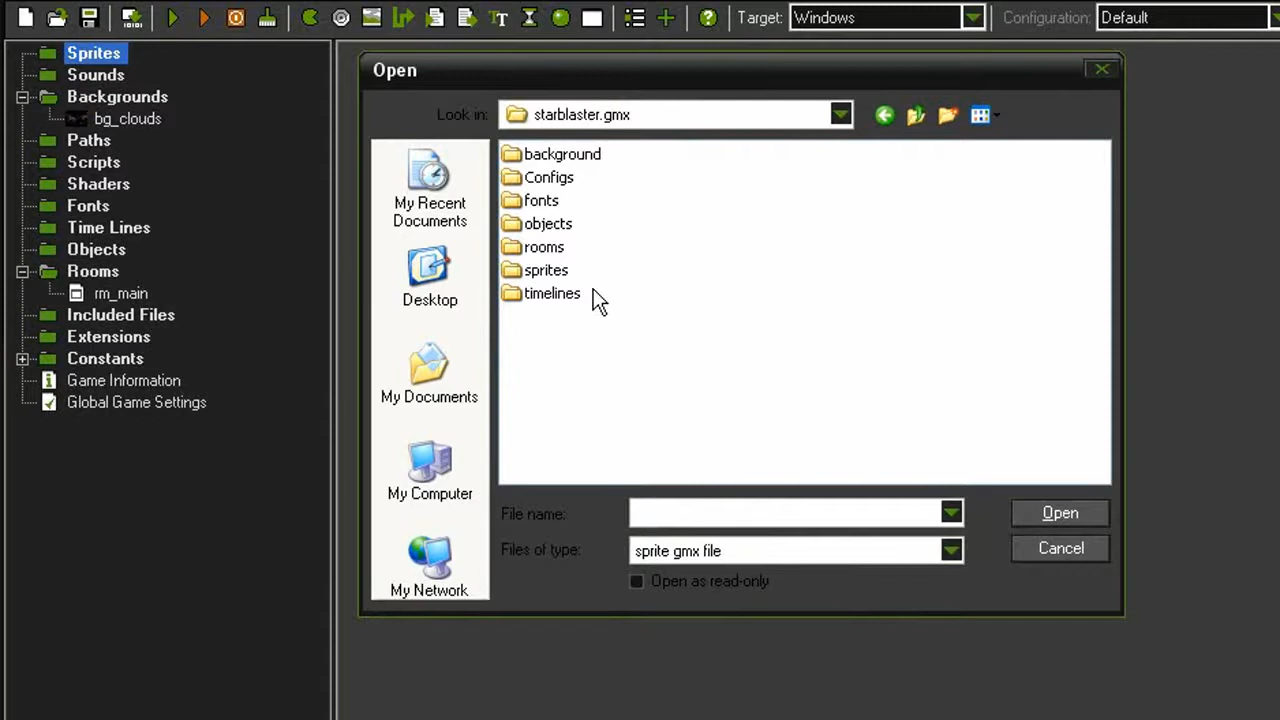 Target: Windows Configuration: Default
Sprites
Sounds
Backgrounds
bg_clouds
Paths
Scripts
Shaders
Fonts
Time Lines
Objects
Rooms
rm_main
Included Files
Extensions
Constants
Game Information
Global Game Settings
Open
Look in: starblaster.gmx
My Recent
Documents
Desktop
My Documents
My Computer
My Network
background
Configs
fonts
objects
rooms
sprites
timelines
File name: Open
Files of type: sprite gmx file Cancel
Open as read-only